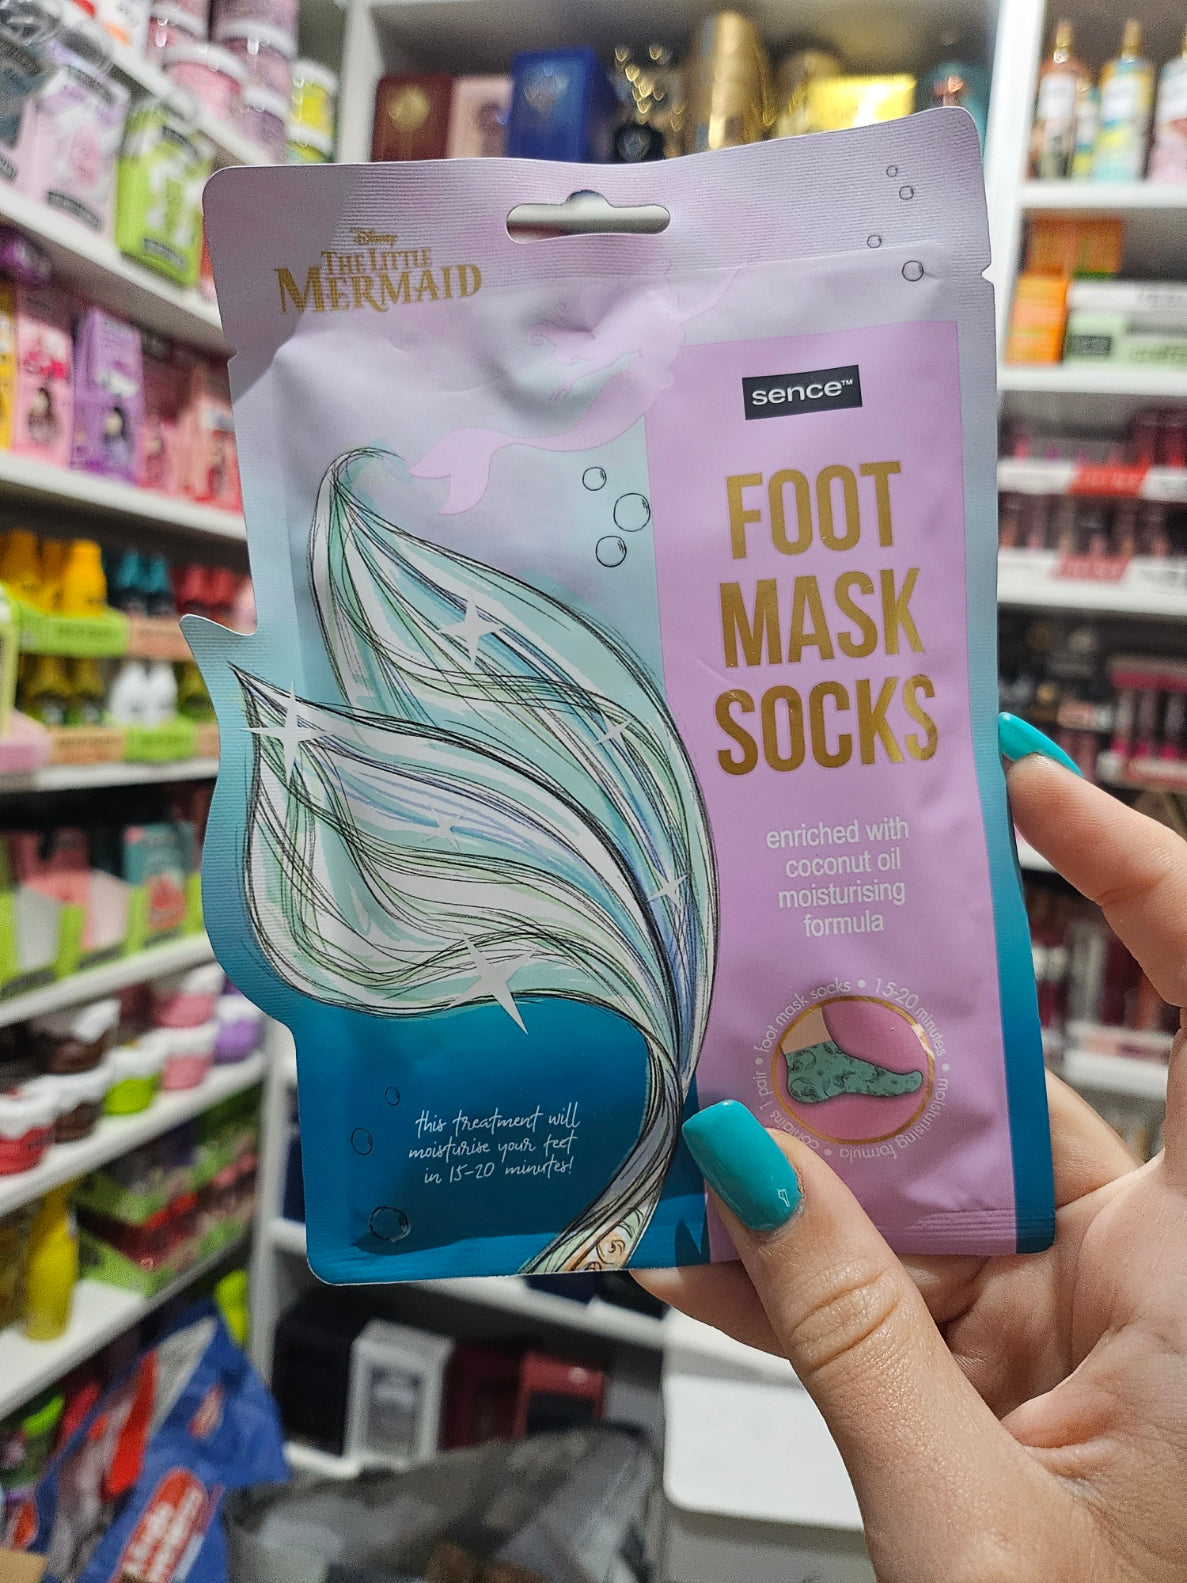 Disney
THE LITTLE
MERMAID
sence™
FOOT
MASK
SOCKS
enriched with
coconut oil
moisturising
formula
contains 1 pair • foot mask socks • 15-20 minutes • moisturising formula •
this treatment will
moisturise your feet
in 15-20 minutes!